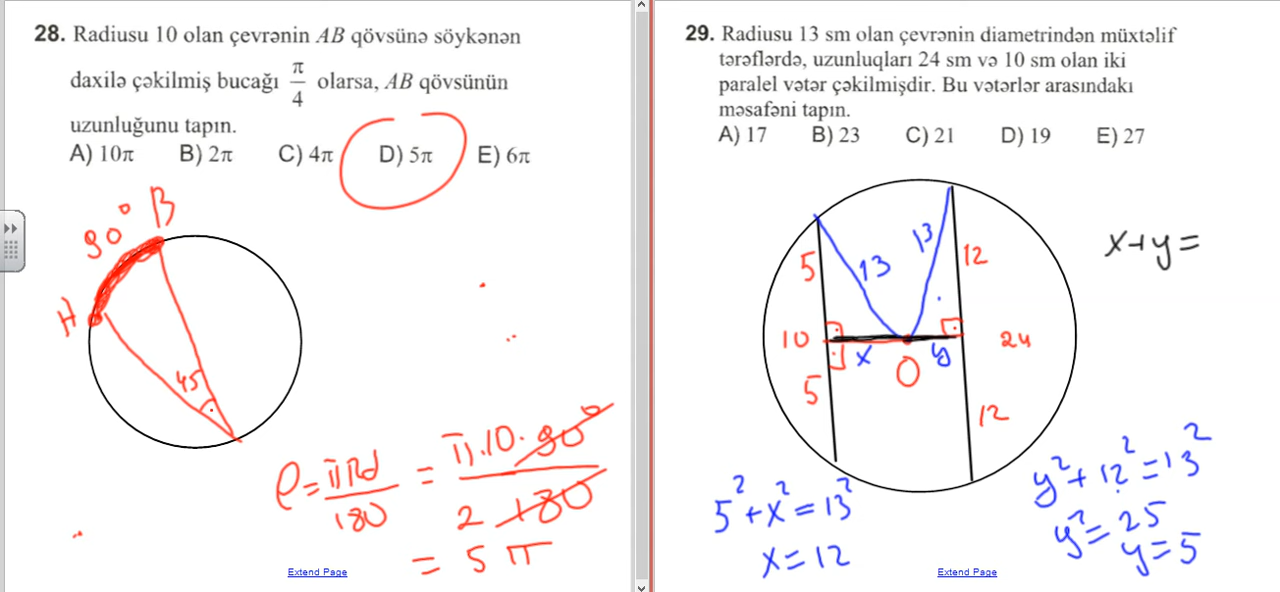 28. Radiusu 10 olan çevrənin AB qövsünə söykənən
daxilə çəkilmiş bucağı π/4 olarsa, AB qövsünün
uzunluğunu tapın.
A) 10π B) 2π C) 4π D) 5π E) 6π
B
90°
A
45
ℓ = πRα/180 = π·10·90°/2 180
= 5π
Extend Page
29. Radiusu 13 sm olan çevrənin diametrindən müxtəlif
tərəflərdə, uzunluqları 24 sm və 10 sm olan iki
paralel vətər çəkilmişdir. Bu vətərlər arasındakı
məsafəni tapın.
A) 17 B) 23 C) 21 D) 19 E) 27
x+y=
5 13 13 12
10 x O y 24
5 12
5²+x²=13²
x=12
y²+12²=13²
y²=25
y=5
Extend Page